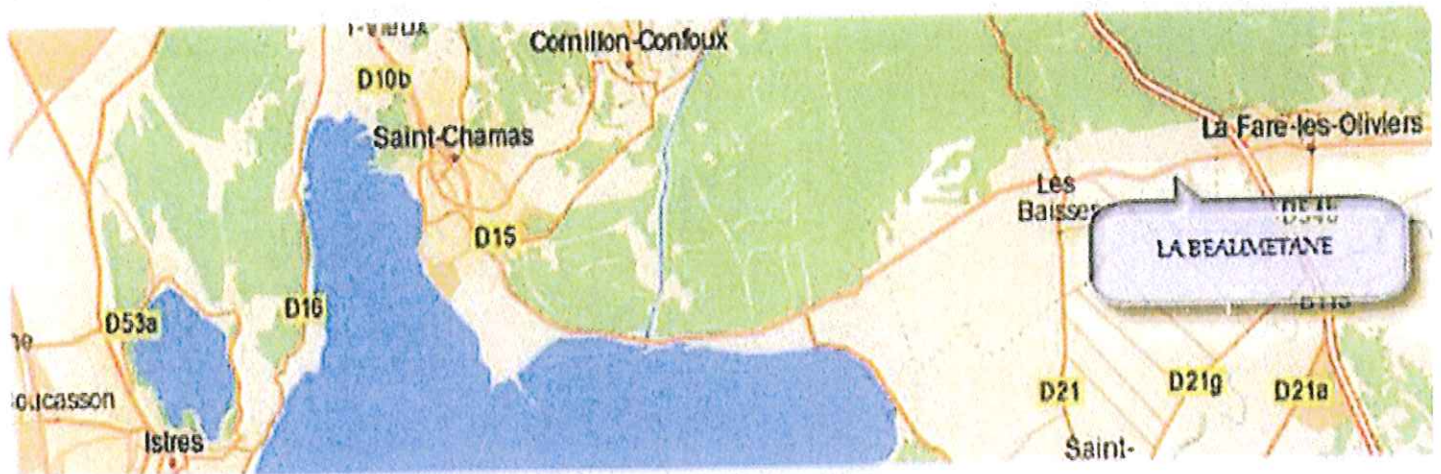 Cornillon-Confoux
D10b
Saint-Chamas
La Fare-les-Oliviers
Les
Baisses
D15
LA BEAUMETANE
D16
D53a
D21
D21g
D21a
Istres
Saint-